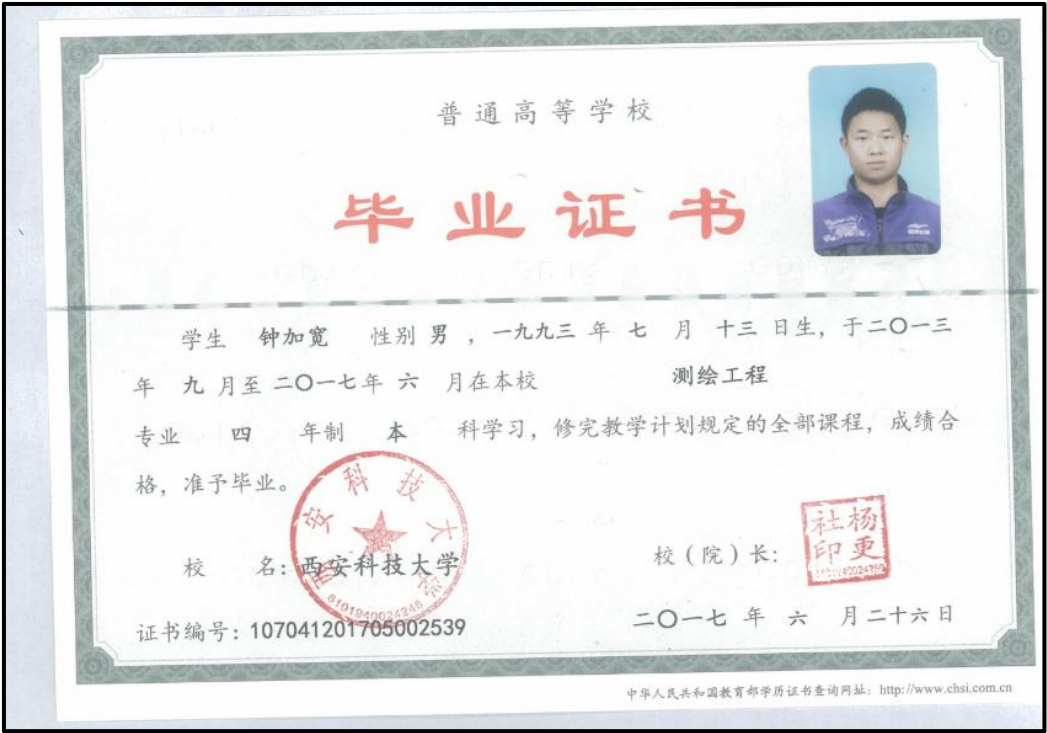 普通高等学校
毕业证书
学生 钟加宽 性别 男 ，一九九三 年 七 月 十三 日生，于二〇一三
年 九 月至 二〇一七年 六 月在本校 测绘工程
专业 四 年制 本 科学习，修完教学计划规定的全部课程，成绩合
格，准予毕业。
西安科技大学
6101940024248
校 名：西安科技大学
校（院）长：
杨更社印
证书编号：107041201705002539
二〇一七 年 六 月二十六日
中华人民共和国教育部学历证书查询网址：http://www.chsi.com.cn